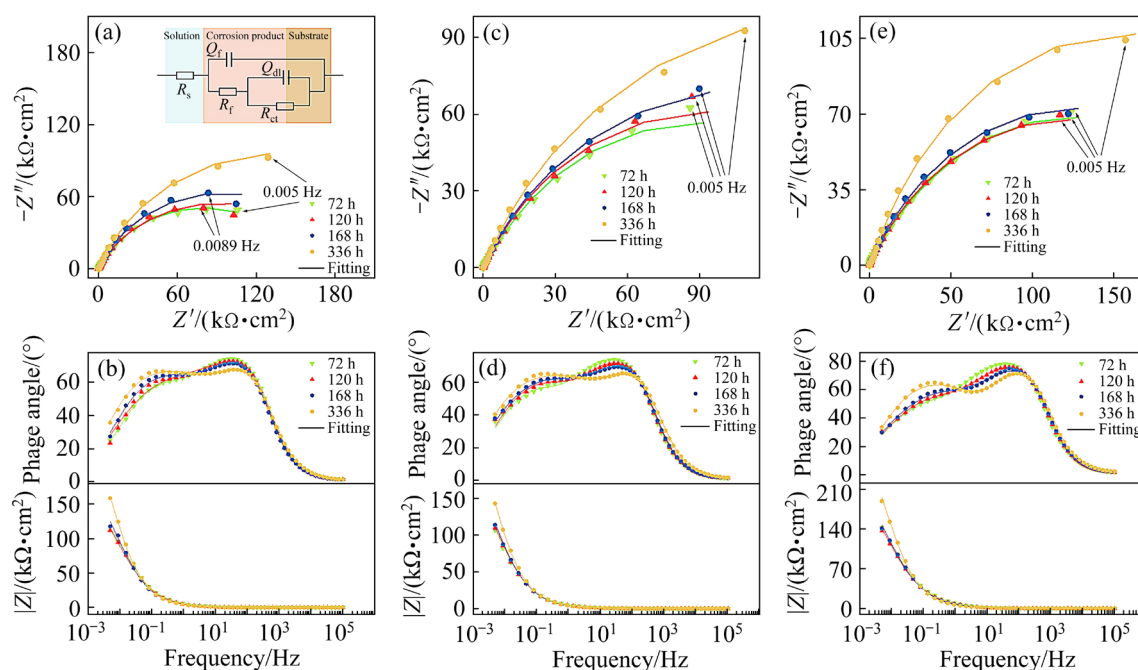 (a)
Solution Corrosion product Substrate
Qf
Qdl
Rs
Rf
Rct
180
120
60
0
−Z″/(kΩ•cm²)
0.005 Hz
0.0089 Hz
72 h
120 h
168 h
336 h
Fitting
0 60 120 180
Z′/(kΩ•cm²)
(c)
90
60
30
0
−Z″/(kΩ•cm²)
0.005 Hz
72 h
120 h
168 h
336 h
Fitting
0 30 60 90
Z′/(kΩ•cm²)
(e)
105
70
35
0
−Z″/(kΩ•cm²)
0.005 Hz
72 h
120 h
168 h
336 h
Fitting
0 50 100 150
Z′/(kΩ•cm²)
(b)
60
40
20
0
Phage angle/(°)
72 h
120 h
168 h
336 h
Fitting
150
100
50
0
|Z|/(kΩ•cm²)
10⁻³ 10⁻¹ 10¹ 10³ 10⁵
Frequency/Hz
(d)
60
40
20
0
Phage angle/(°)
72 h
120 h
168 h
336 h
Fitting
150
100
50
0
|Z|/(kΩ•cm²)
10⁻³ 10⁻¹ 10¹ 10³ 10⁵
Frequency/Hz
(f)
80
60
40
20
0
Phage angle/(°)
72 h
120 h
168 h
336 h
Fitting
210
140
70
0
|Z|/(kΩ•cm²)
10⁻³ 10⁻¹ 10¹ 10³ 10⁵
Frequency/Hz